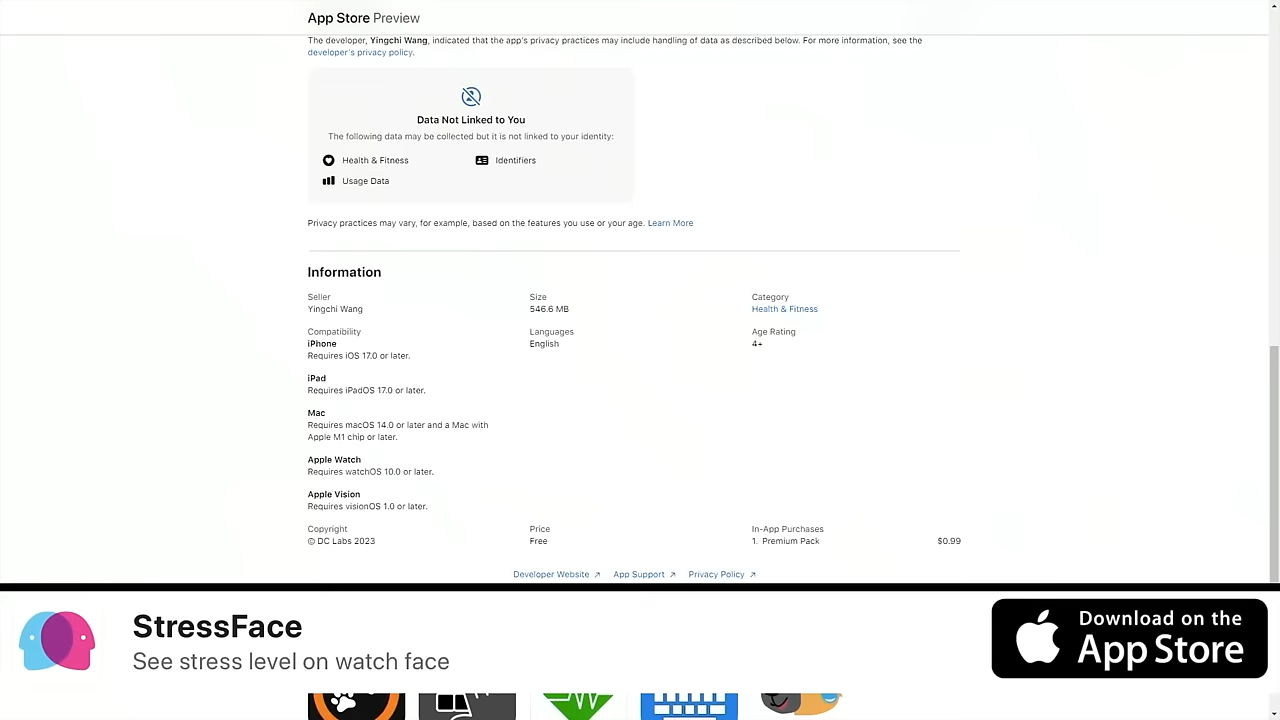 App Store Preview
The developer, Yingchi Wang, indicated that the app's privacy practices may include handling of data as described below. For more information, see the
developer's privacy policy.
Data Not Linked to You
The following data may be collected but it is not linked to your identity:
Health & Fitness
Identifiers
Usage Data
Privacy practices may vary, for example, based on the features you use or your age. Learn More
Information
Seller
Yingchi Wang
Size
546.6 MB
Category
Health & Fitness
Compatibility
iPhone
Requires iOS 17.0 or later.
Languages
English
Age Rating
4+
iPad
Requires iPadOS 17.0 or later.
Mac
Requires macOS 14.0 or later and a Mac with
Apple M1 chip or later.
Apple Watch
Requires watchOS 10.0 or later.
Apple Vision
Requires visionOS 1.0 or later.
Copyright
© DC Labs 2023
Price
Free
In-App Purchases
1. Premium Pack $0.99
Developer Website ↗ App Support ↗ Privacy Policy ↗
StressFace
See stress level on watch face
Download on the
App Store